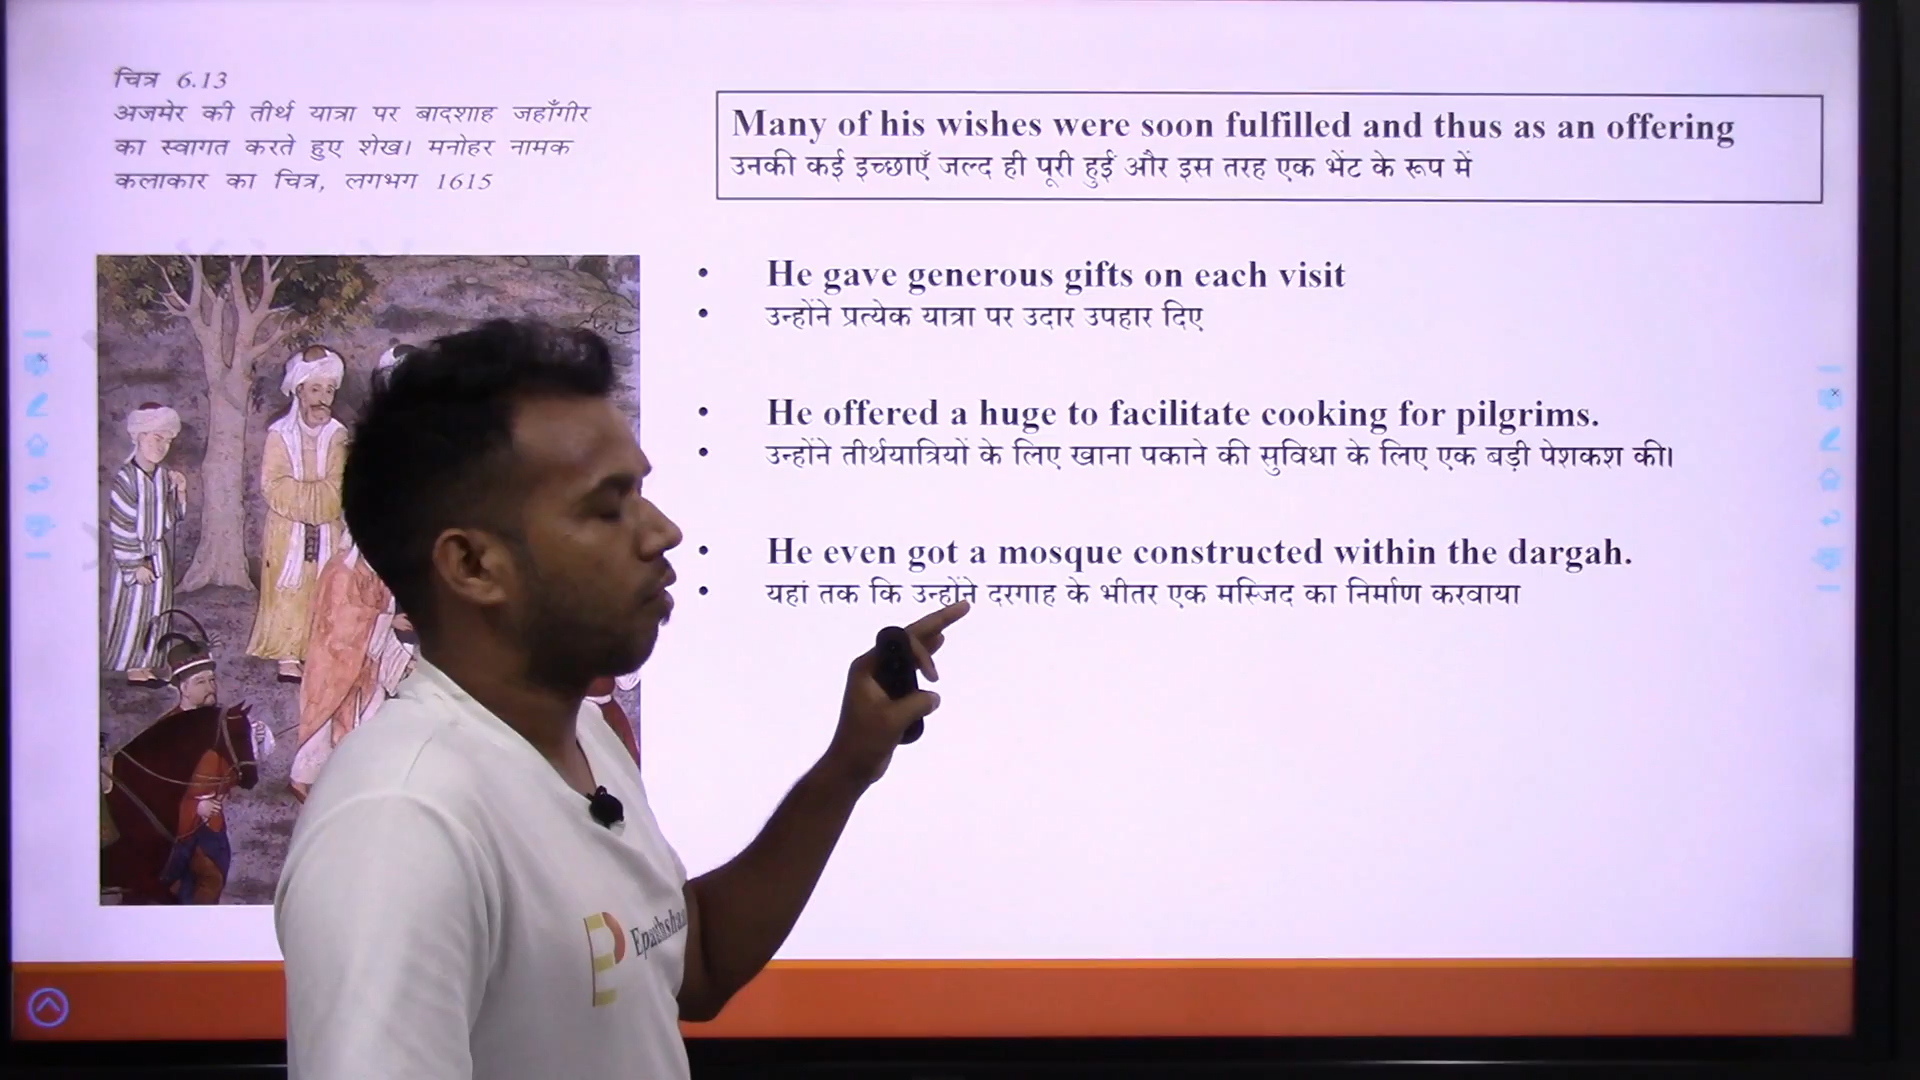 चित्र 6.13
अजमेर की तीर्थ यात्रा पर बादशाह जहाँगीर
का स्वागत करते हुए शेख। मनोहर नामक
कलाकार का चित्र, लगभग 1615
Many of his wishes were soon fulfilled and thus as an offering
उनकी कई इच्छाएँ जल्द ही पूरी हुईं और इस तरह एक भेंट के रूप में
• He gave generous gifts on each visit
• उन्होंने प्रत्येक यात्रा पर उदार उपहार दिए
• He offered a huge to facilitate cooking for pilgrims.
• उन्होंने तीर्थयात्रियों के लिए खाना पकाने की सुविधा के लिए एक बड़ी पेशकश की।
• He even got a mosque constructed within the dargah.
• यहां तक कि उन्होंने दरगाह के भीतर एक मस्जिद का निर्माण करवाया